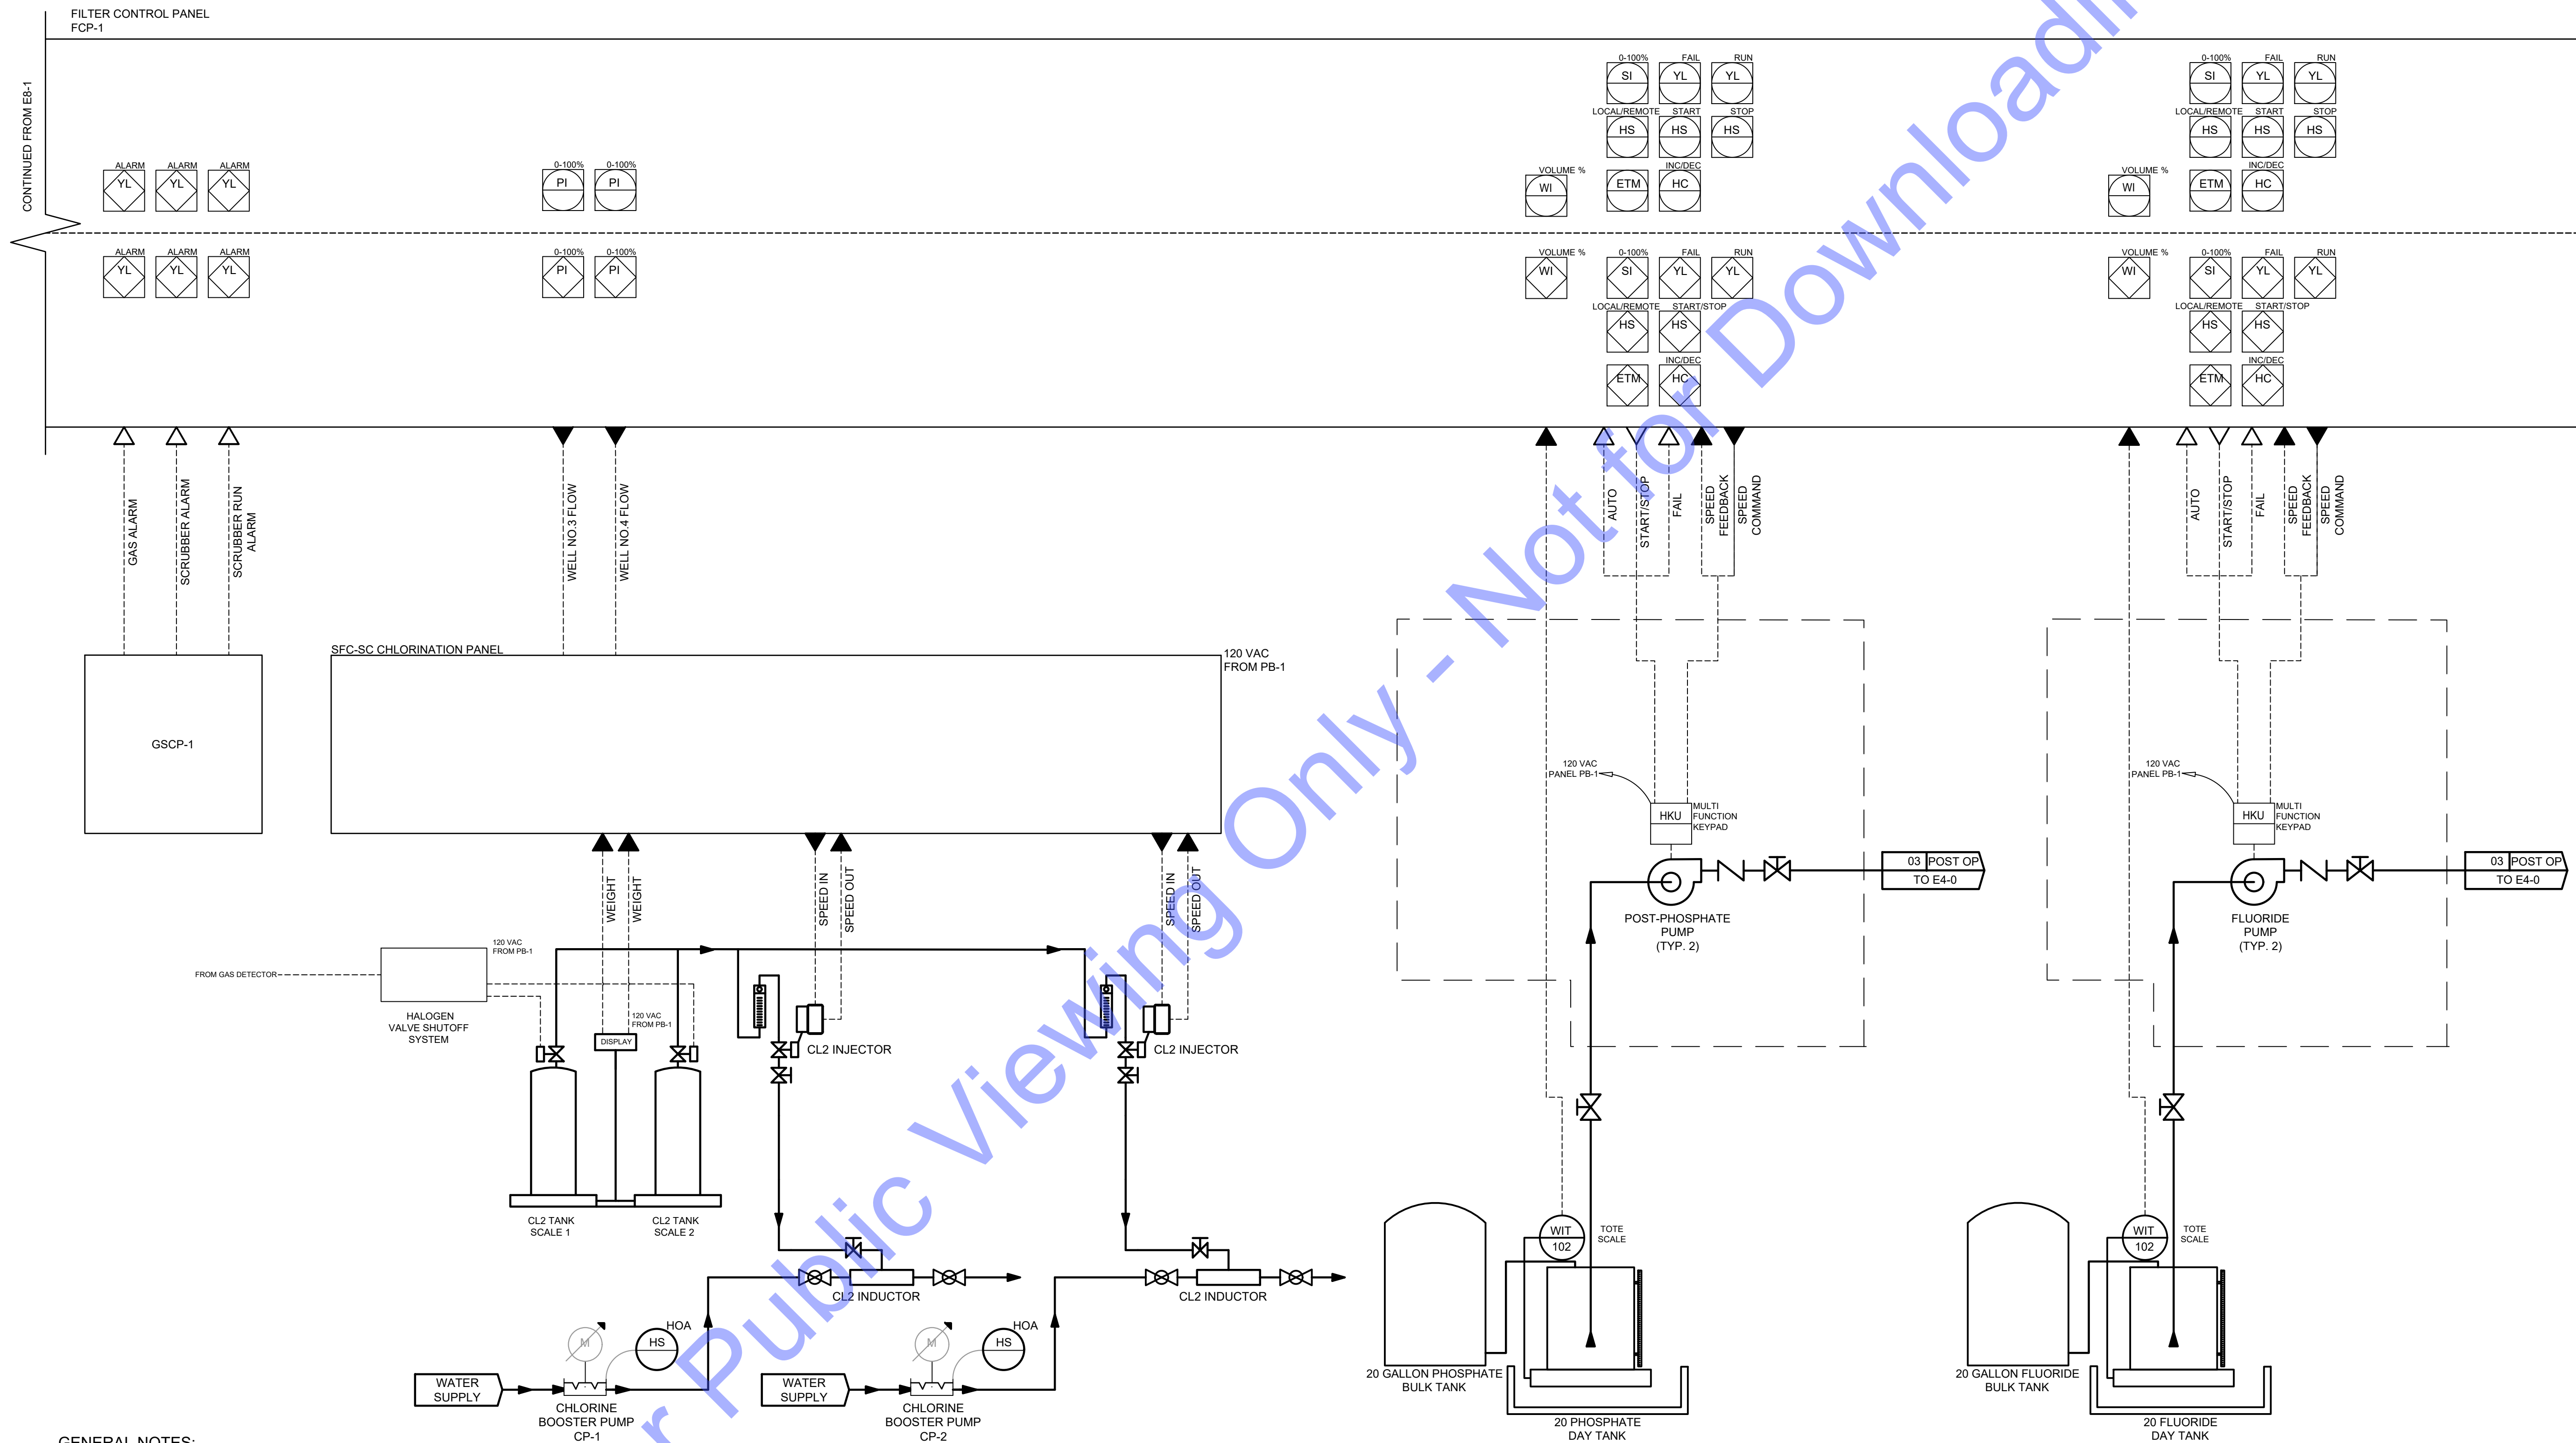 FILTER CONTROL PANEL
FCP-1
CONTINUED FROM E8-1
0-100% FAIL RUN
SI YL YL
LOCAL/REMOTE START STOP
HS HS HS
INC/DEC
ETM HC
VOLUME %
WI
0-100% FAIL RUN
SI YL YL
LOCAL/REMOTE START STOP
HS HS HS
INC/DEC
ETM HC
VOLUME %
WI
ALARM ALARM ALARM
YL YL YL
0-100% 0-100%
PI PI
ALARM ALARM ALARM
YL YL YL
0-100% 0-100%
PI PI
VOLUME %
WI
0-100% FAIL RUN
SI YL YL
LOCAL/REMOTE START/STOP
HS HS
INC/DEC
ETM HC
VOLUME %
WI
0-100% FAIL RUN
SI YL YL
LOCAL/REMOTE START/STOP
HS HS
INC/DEC
ETM HC
GAS ALARM
SCRUBBER ALARM
SCRUBBER RUN
ALARM
WELL NO.3 FLOW
WELL NO.4 FLOW
AUTO
START/STOP
FAIL
SPEED
FEEDBACK
SPEED
COMMAND
AUTO
START/STOP
FAIL
SPEED
FEEDBACK
SPEED
COMMAND
GSCP-1
SFC-SC CHLORINATION PANEL
120 VAC
FROM PB-1
120 VAC
PANEL PB-1
HKU
MULTI
FUNCTION
KEYPAD
120 VAC
PANEL PB-1
HKU
MULTI
FUNCTION
KEYPAD
WEIGHT
WEIGHT
SPEED IN
SPEED OUT
SPEED IN
SPEED OUT
03 POST OP
TO E4-0
03 POST OP
TO E4-0
POST-PHOSPHATE
PUMP
(TYP. 2)
FLUORIDE
PUMP
(TYP. 2)
120 VAC
FROM PB-1
FROM GAS DETECTOR
HALOGEN
VALVE SHUTOFF
SYSTEM
120 VAC
FROM PB-1
DISPLAY
CL2 INJECTOR
CL2 INJECTOR
CL2 TANK
SCALE 1
CL2 TANK
SCALE 2
WIT
102
TOTE
SCALE
WIT
102
TOTE
SCALE
CL2 INDUCTOR
CL2 INDUCTOR
M
HS
HOA
M
HS
HOA
WATER
SUPPLY
WATER
SUPPLY
CHLORINE
BOOSTER PUMP
CP-1
CHLORINE
BOOSTER PUMP
CP-2
20 GALLON PHOSPHATE
BULK TANK
20 PHOSPHATE
DAY TANK
20 GALLON FLUORIDE
BULK TANK
20 FLUORIDE
DAY TANK
GENERAL NOTES:
r Public Viewing Only - Not for Downloadin